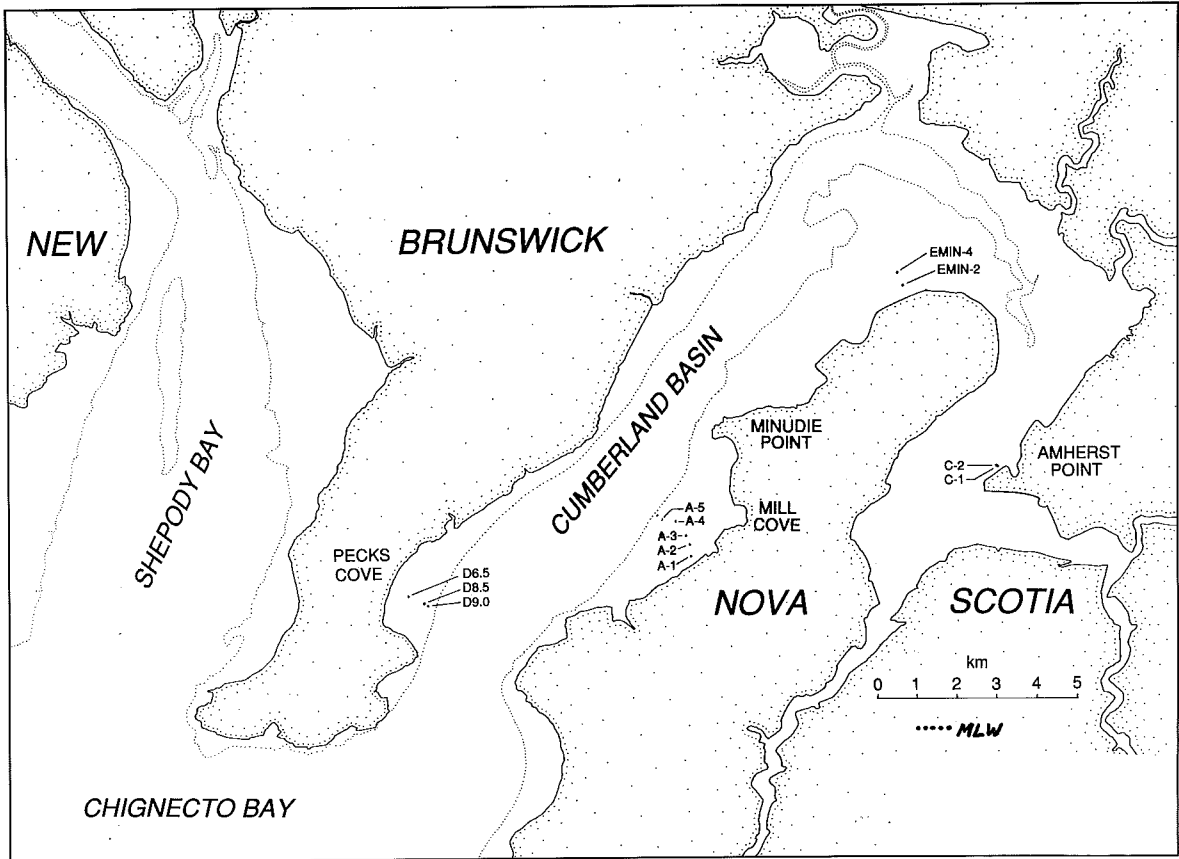 NEW
BRUNSWICK
EMIN-4
EMIN-2
CUMBERLAND BASIN
SHEPODY BAY
MINUDIE
POINT
AMHERST
POINT
C-2
C-1
MILL
COVE
A-5
A-4
A-3
A-2
A-1
PECKS
COVE
D6.5
D8.5
D9.0
NOVA
SCOTIA
km
0 1 2 3 4 5
MLW
CHIGNECTO BAY